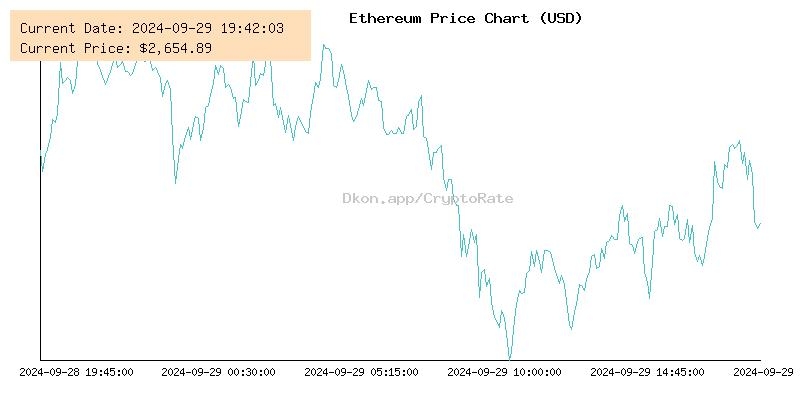 Ethereum Price Chart (USD)
Current Date: 2024-09-29 19:42:03
Current Price: $2,654.89
Dkon.app/CryptoRate
2024-09-28 19:45:00 2024-09-29 00:30:00 2024-09-29 05:15:00 2024-09-29 10:00:00 2024-09-29 14:45:00 2024-09-29